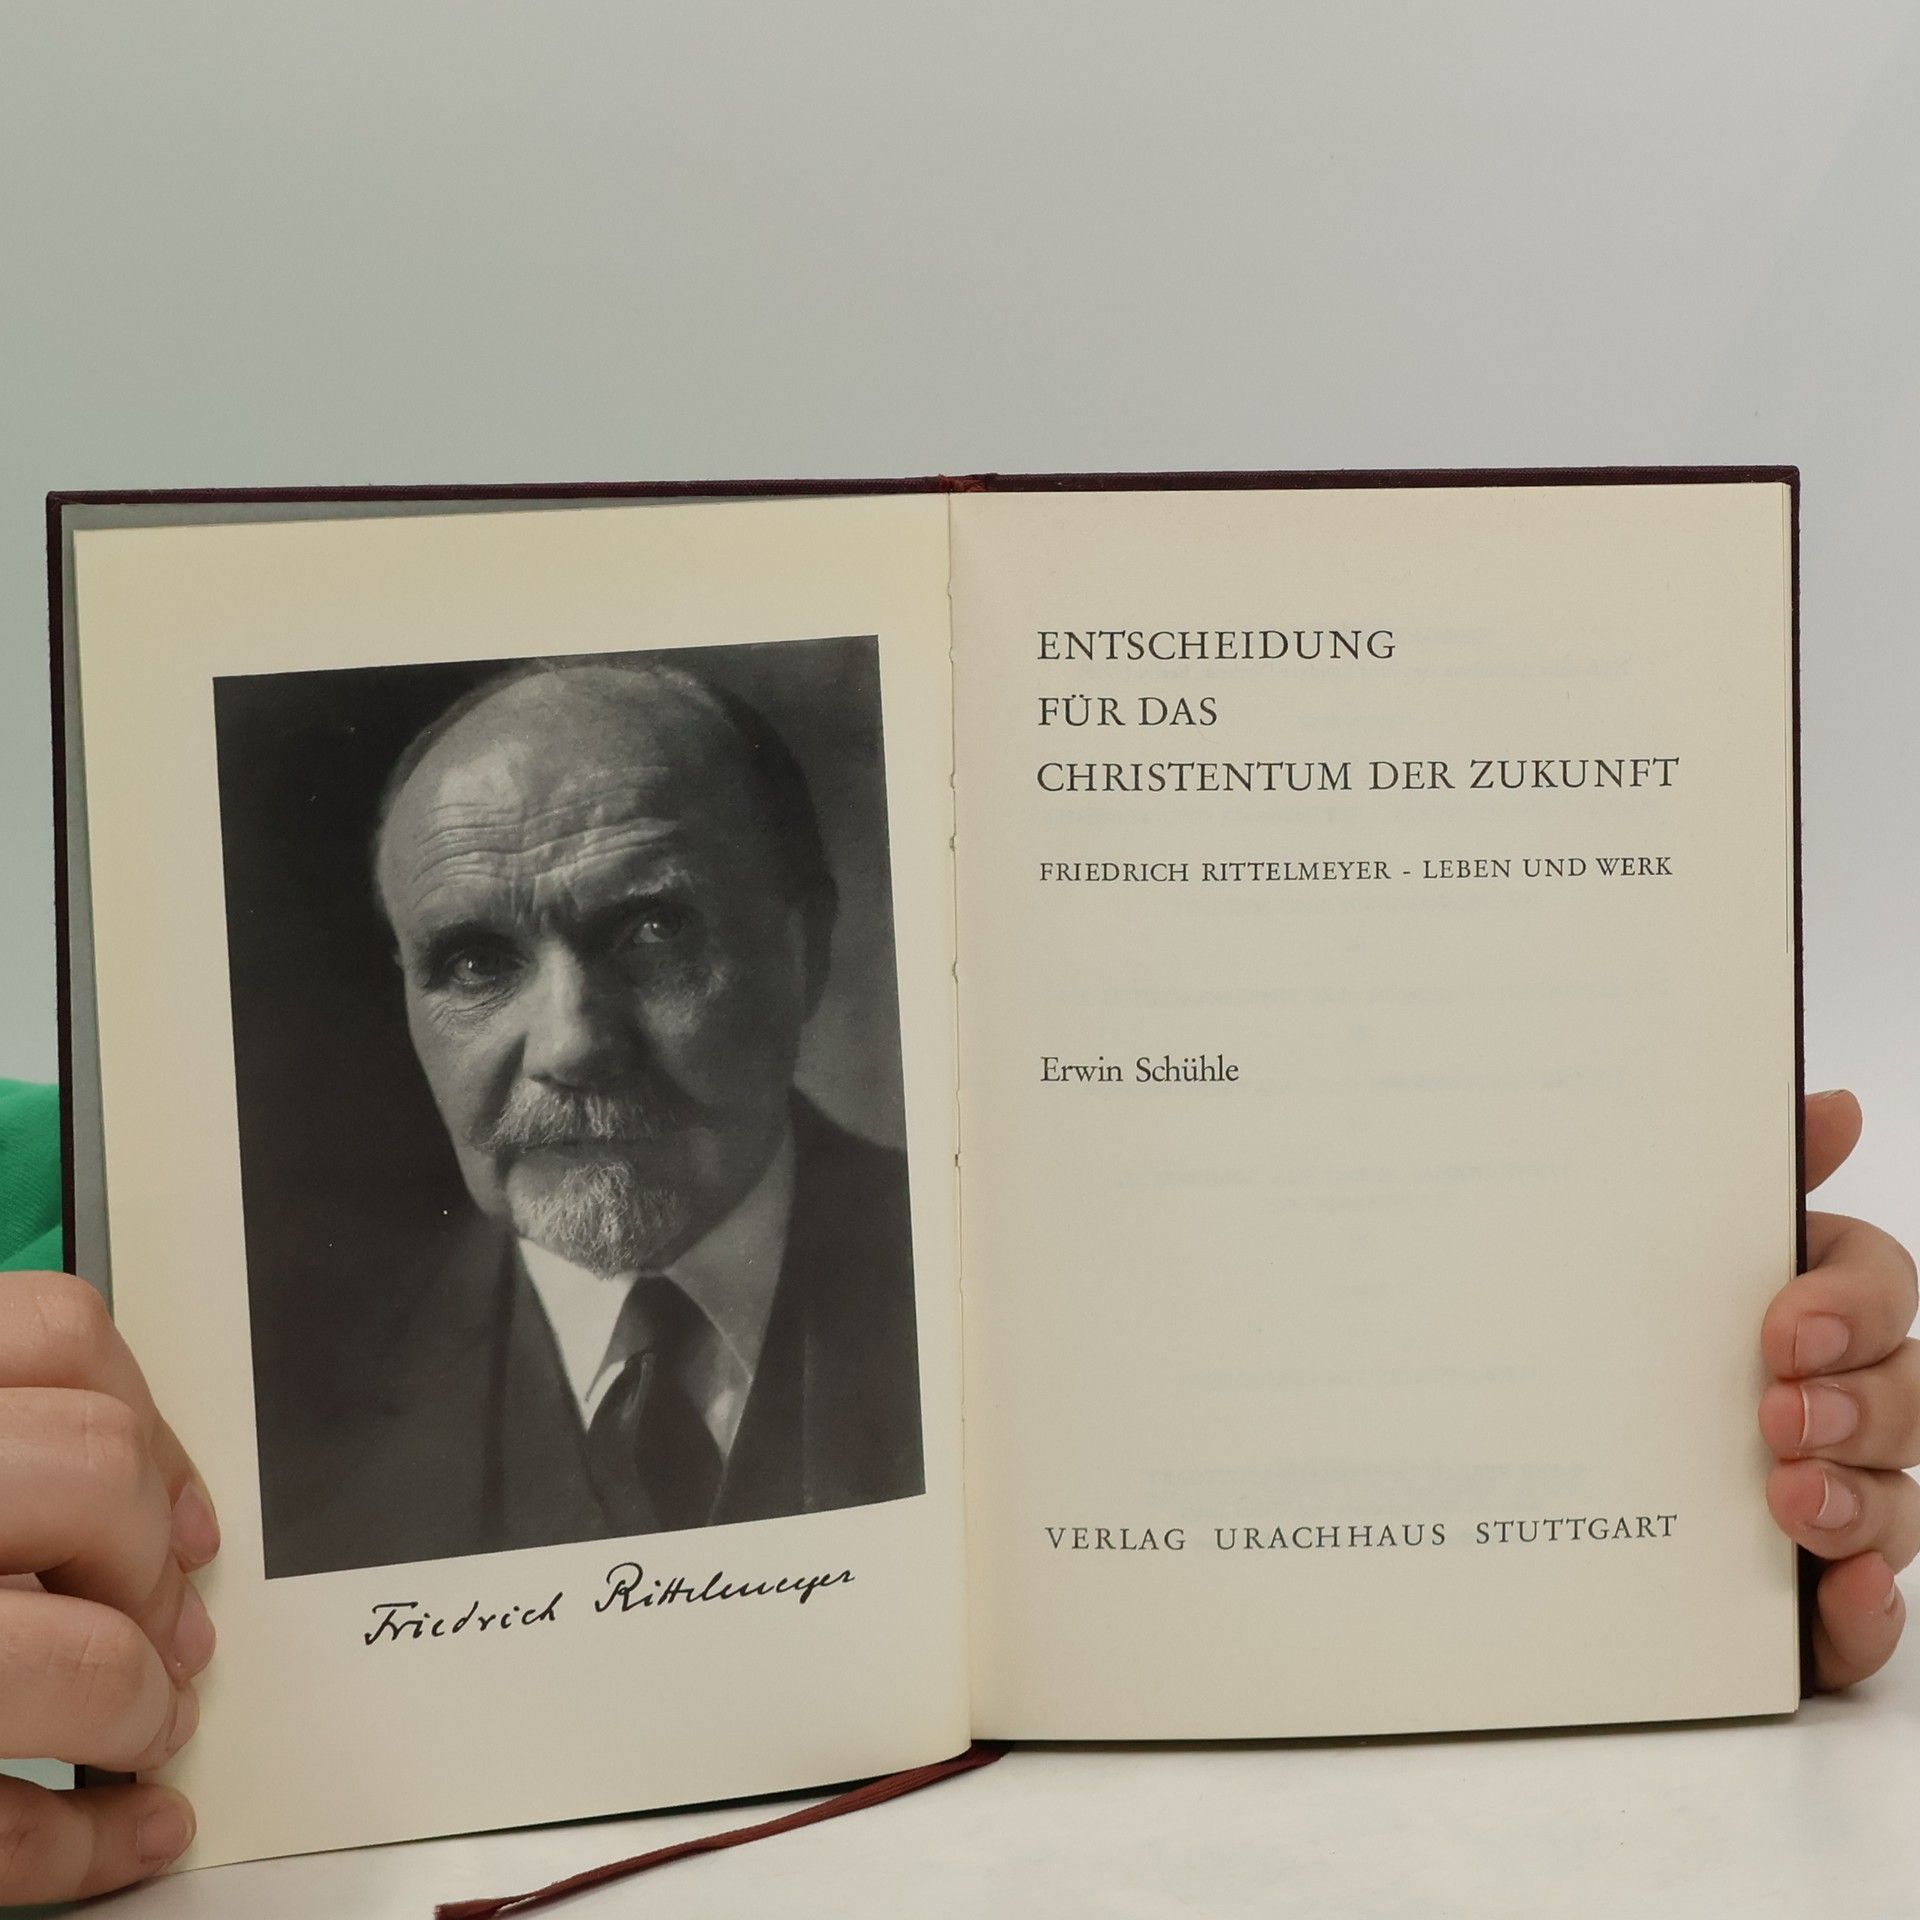 Friedrich Rittelmeyer
ENTSCHEIDUNG
FÜR DAS
CHRISTENTUM DER ZUKUNFT
FRIEDRICH RITTELMEYER - LEBEN UND WERK
Erwin Schühle
VERLAG URACHHAUS STUTTGART